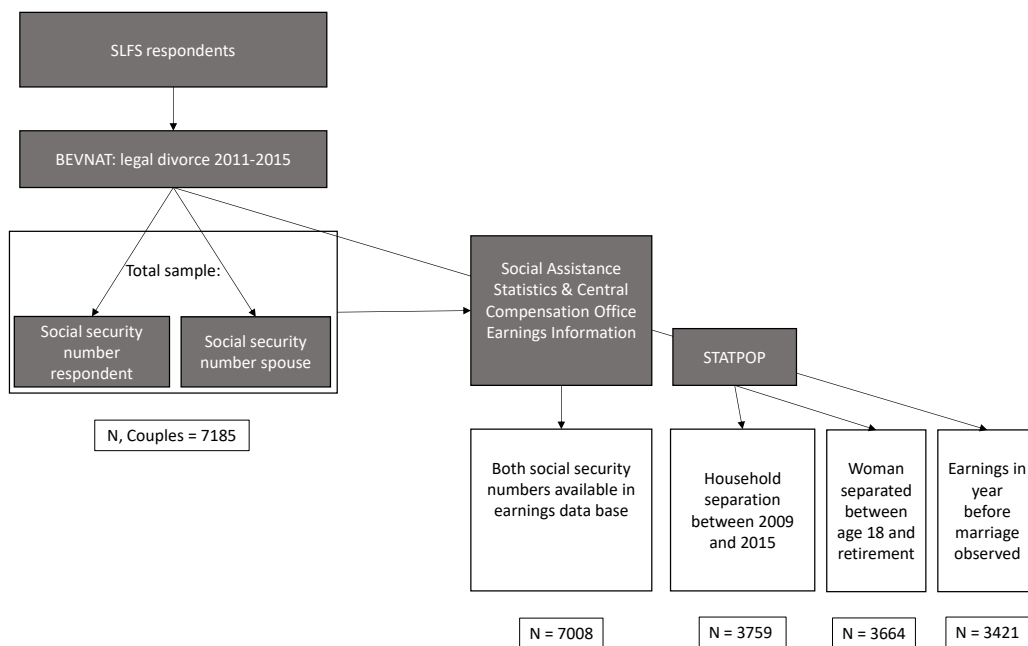 SLFS respondents
BEVNAT: legal divorce 2011-2015
Total sample:
Social security
number
respondent
Social security
number spouse
N, Couples = 7185
Social Assistance
Statistics & Central
Compensation Office
Earnings Information
STATPOP
Both social security
numbers available in
earnings data base
Household
separation
between 2009
and 2015
Woman
separated
between
age 18 and
retirement
Earnings in
year
before
marriage
observed
N = 7008
N = 3759
N = 3664
N = 3421